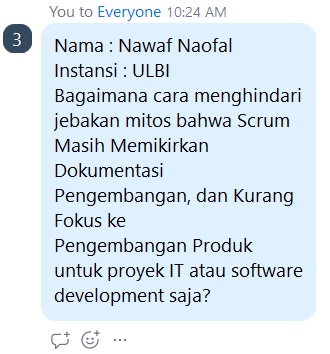 You to Everyone 10:24 AM
3
Nama : Nawaf Naofal
Instansi : ULBI
Bagaimana cara menghindari
jebakan mitos bahwa Scrum
Masih Memikirkan
Dokumentasi
Pengembangan, dan Kurang
Fokus ke
Pengembangan Produk
untuk proyek IT atau software
development saja?